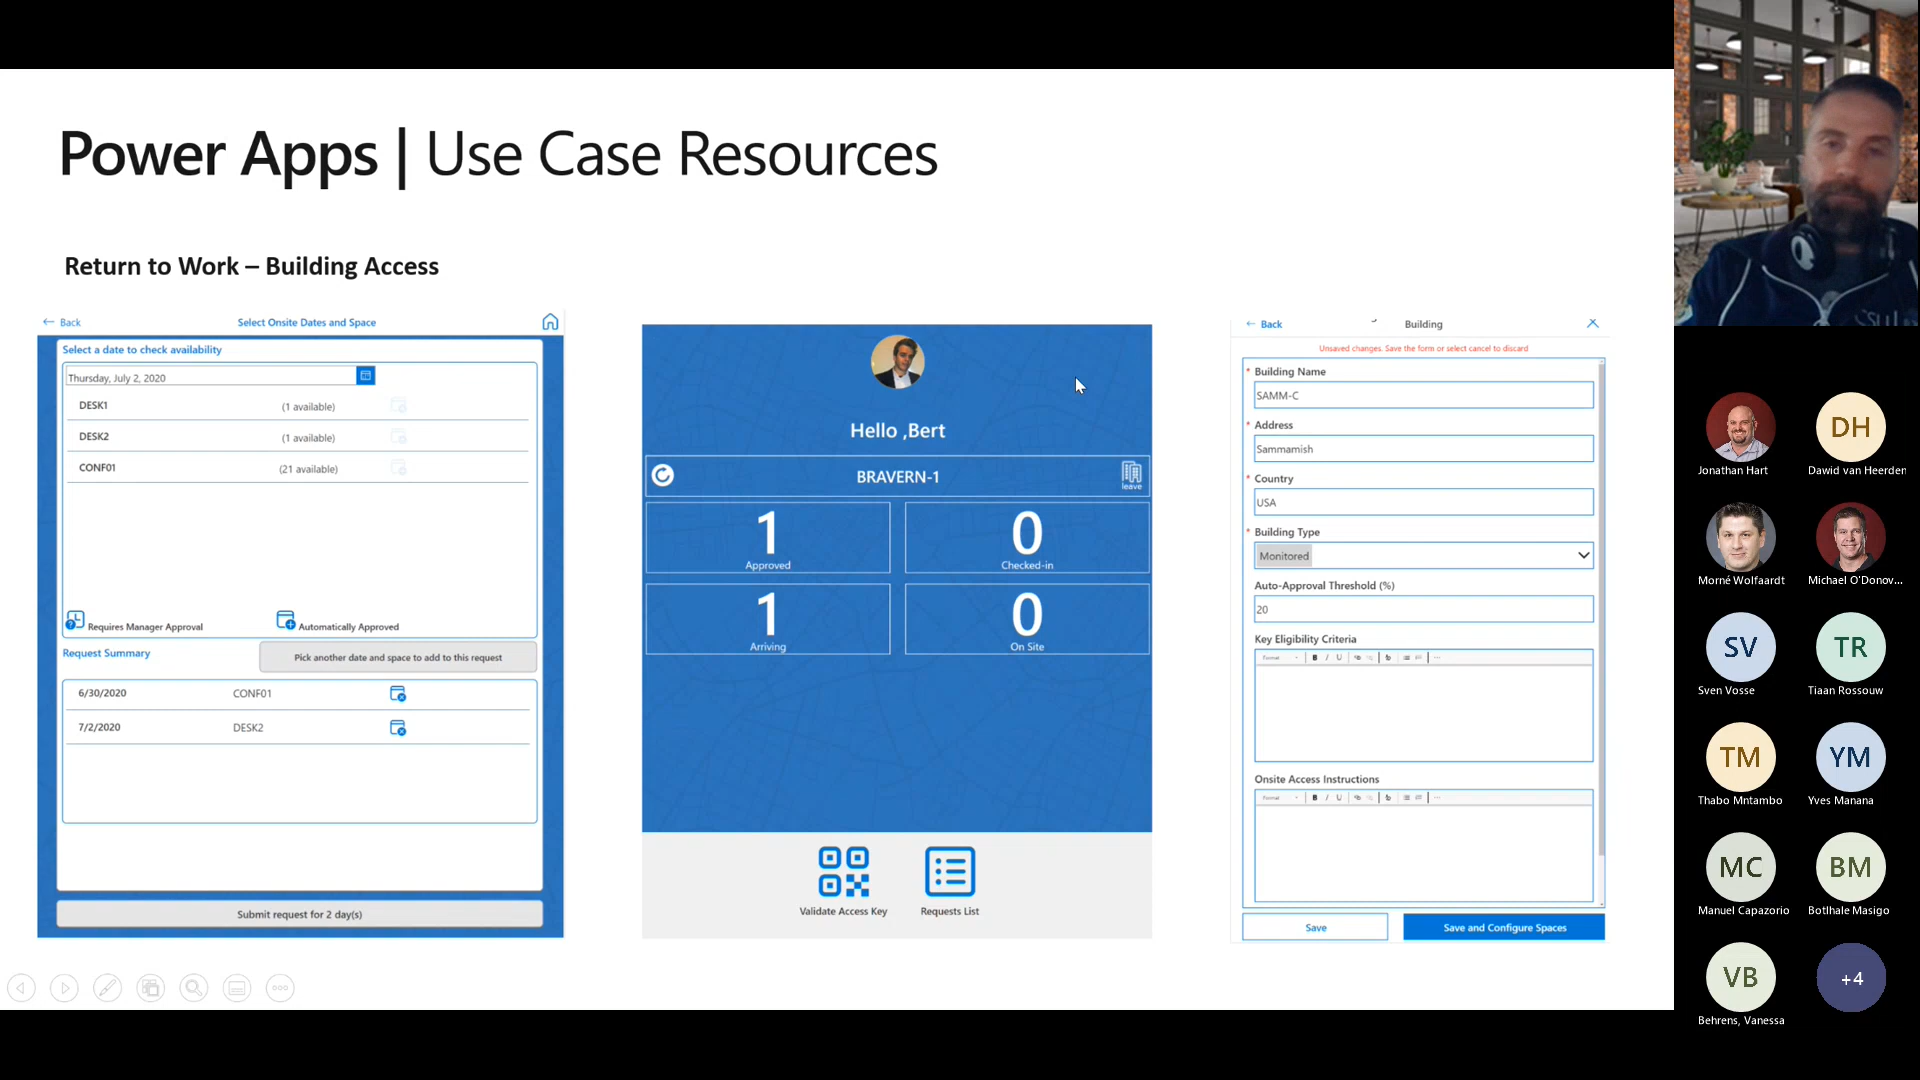 Power Apps | Use Case Resources
Return to Work – Building Access
Back
Select Onsite Dates and Space
Select a date to check availability
Thursday, July 2, 2020
DESK1 (1 available)
DESK2 (1 available)
CONF01 (21 available)
Requires Manager Approval
Automatically Approved
Request Summary
Pick another date and space to add to this request
6/30/2020 CONF01
7/2/2020 DESK2
Submit request for 2 day(s)
Hello ,Bert
BRAVERN-1
leave
1
Approved
0
Checked-in
1
Arriving
0
On Site
Validate Access Key
Requests List
Back
Building
Unsaved changes. Save the form or select cancel to discard.
* Building Name
SAMM-C
* Address
Sammamish
* Country
USA
* Building Type
Monitored
Auto-Approval Threshold (%)
20
Key Eligibility Criteria
Format B I U
Onsite Access Instructions
Format B I U
Save
Save and Configure Spaces
Jonathan Hart
DH
Dawid van Heerden
Morné Wolfaardt
Michael O'Donov...
SV
Sven Vosse
TR
Tiaan Rossouw
TM
Thabo Mntambo
YM
Yves Manana
MC
Manuel Capazorio
BM
Botlhale Masigo
VB
Behrens, Vanessa
+4